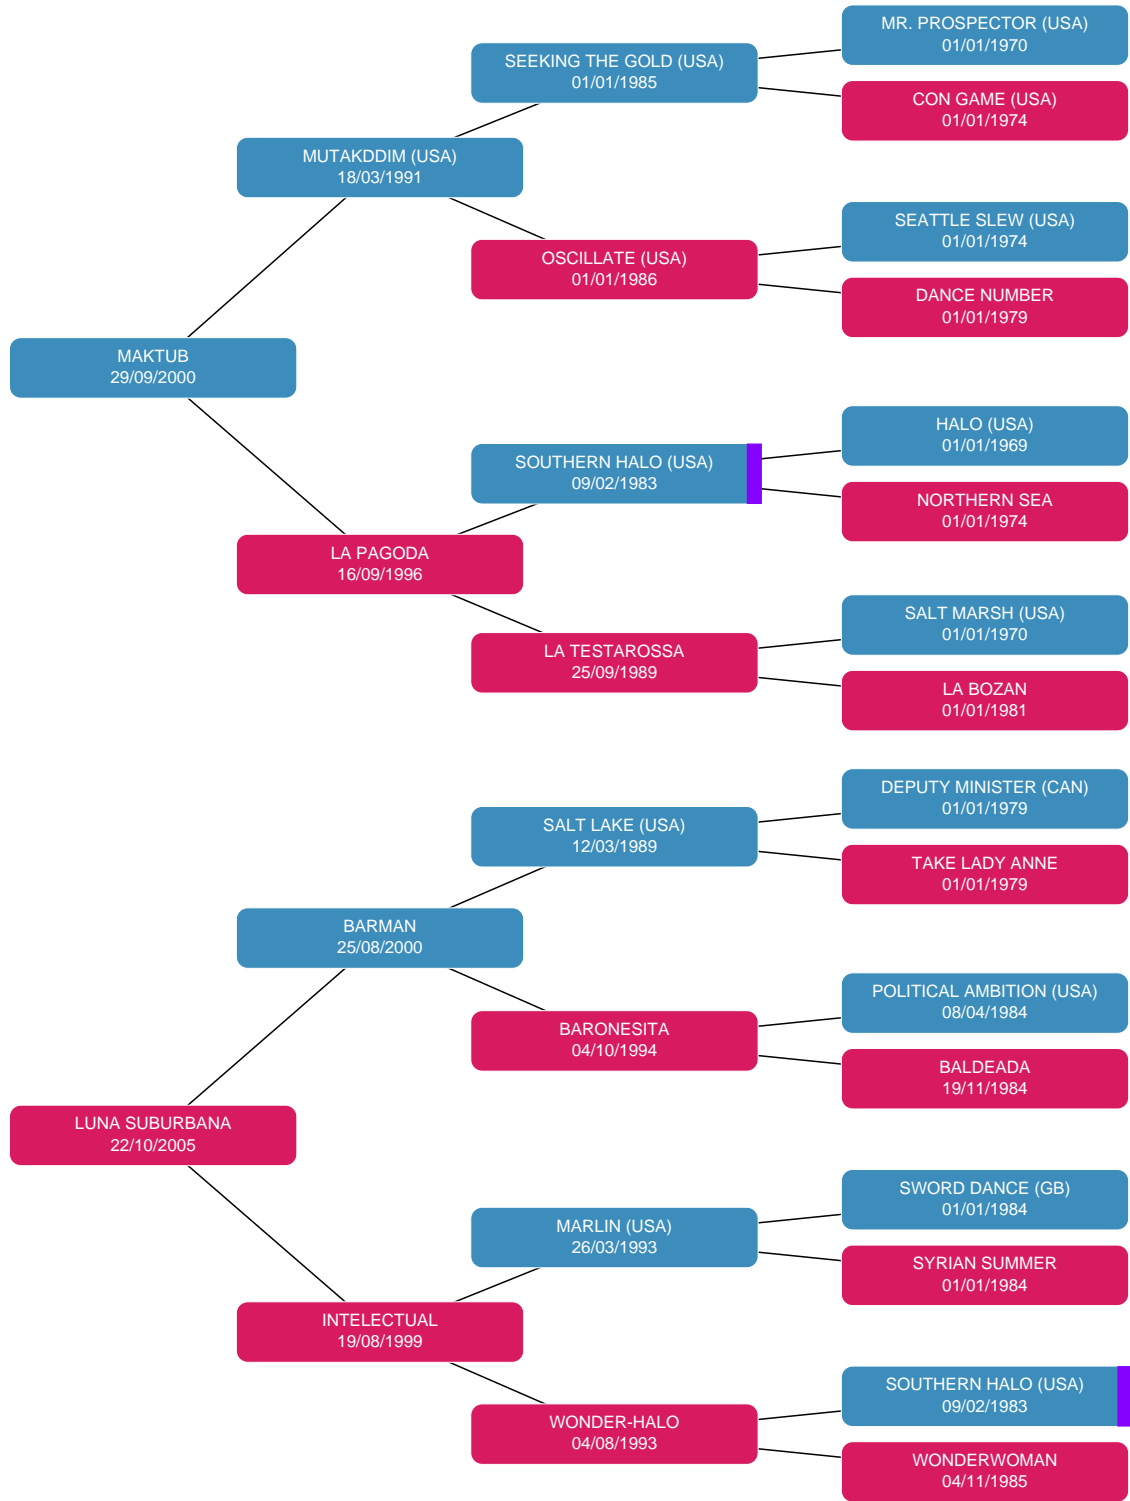 MR. PROSPECTOR (USA)
01/01/1970
SEEKING THE GOLD (USA)
01/01/1985
CON GAME (USA)
01/01/1974
MUTAKDDIM (USA)
18/03/1991
SEATTLE SLEW (USA)
01/01/1974
OSCILLATE (USA)
01/01/1986
DANCE NUMBER
01/01/1979
MAKTUB
29/09/2000
HALO (USA)
01/01/1969
SOUTHERN HALO (USA)
09/02/1983
NORTHERN SEA
01/01/1974
LA PAGODA
16/09/1996
SALT MARSH (USA)
01/01/1970
LA TESTAROSSA
25/09/1989
LA BOZAN
01/01/1981
DEPUTY MINISTER (CAN)
01/01/1979
SALT LAKE (USA)
12/03/1989
TAKE LADY ANNE
01/01/1979
BARMAN
25/08/2000
POLITICAL AMBITION (USA)
08/04/1984
BARONESITA
04/10/1994
BALDEADA
19/11/1984
LUNA SUBURBANA
22/10/2005
SWORD DANCE (GB)
01/01/1984
MARLIN (USA)
26/03/1993
SYRIAN SUMMER
01/01/1984
INTELECTUAL
19/08/1999
SOUTHERN HALO (USA)
09/02/1983
WONDER-HALO
04/08/1993
WONDERWOMAN
04/11/1985